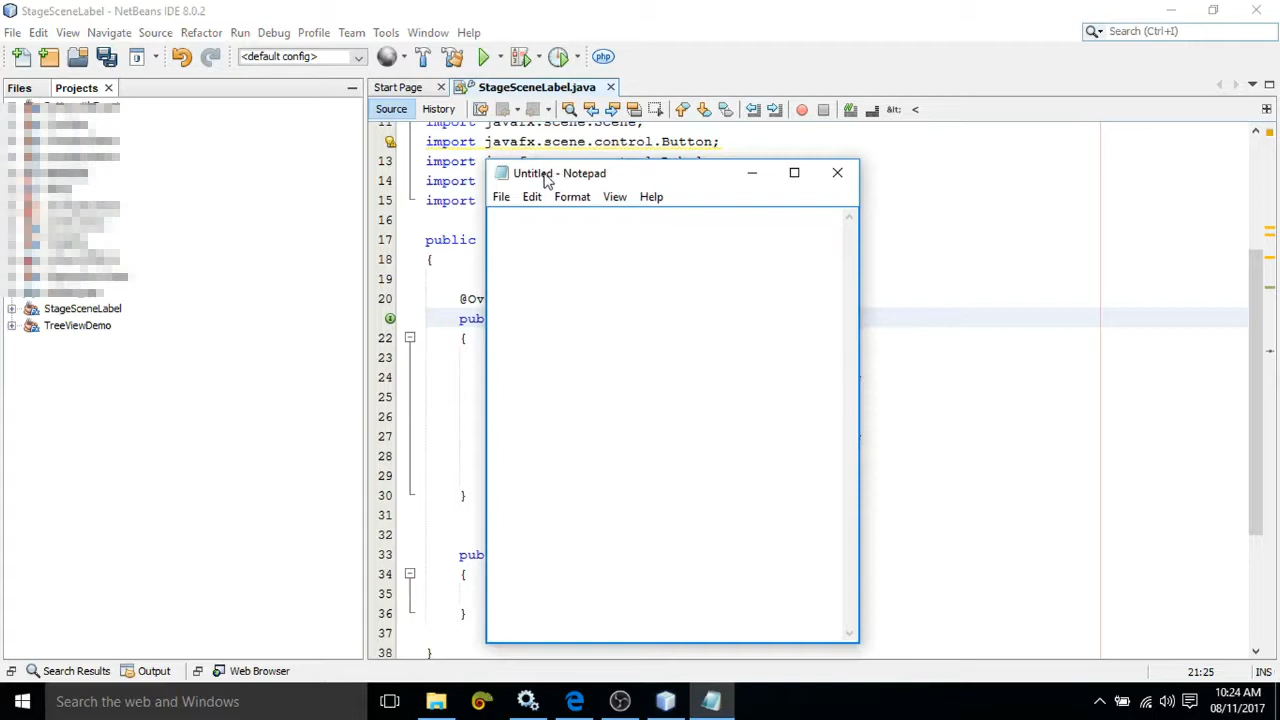 StageSceneLabel - NetBeans IDE 8.0.2
File Edit View Navigate Source Refactor Run Debug Profile Team Tools Window Help
Search (Ctrl+I)
<default config>
php
Files Projects
Start Page StageSceneLabel.java
Source History
StageSceneLabel
TreeViewDemo
import javafx.scene.Scene;
import javafx.scene.control.Button;
13 import
14 import
15 import
16
17 public
18 {
19
20 @Ov
pub
22 {
23
24
25
26
27
28
29
30 }
31
32
33 pub
34 {
35
36 }
37
38 }
Untitled - Notepad
File Edit Format View Help
Search Results Output Web Browser
21:25 INS
Search the web and Windows
10:24 AM
08/11/2017